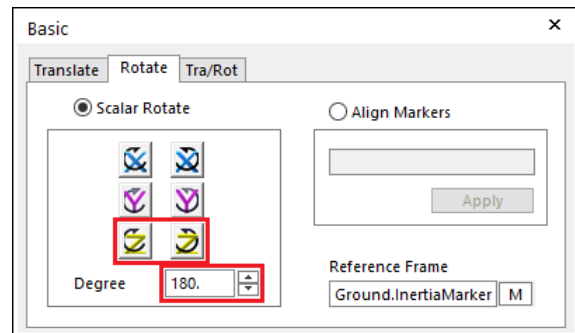 Basic
Translate Rotate Tra/Rot
Scalar Rotate
Align Markers
X X
Y Y
Apply
Z Z
Reference Frame
Degree 180.
Ground.InertiaMarker M